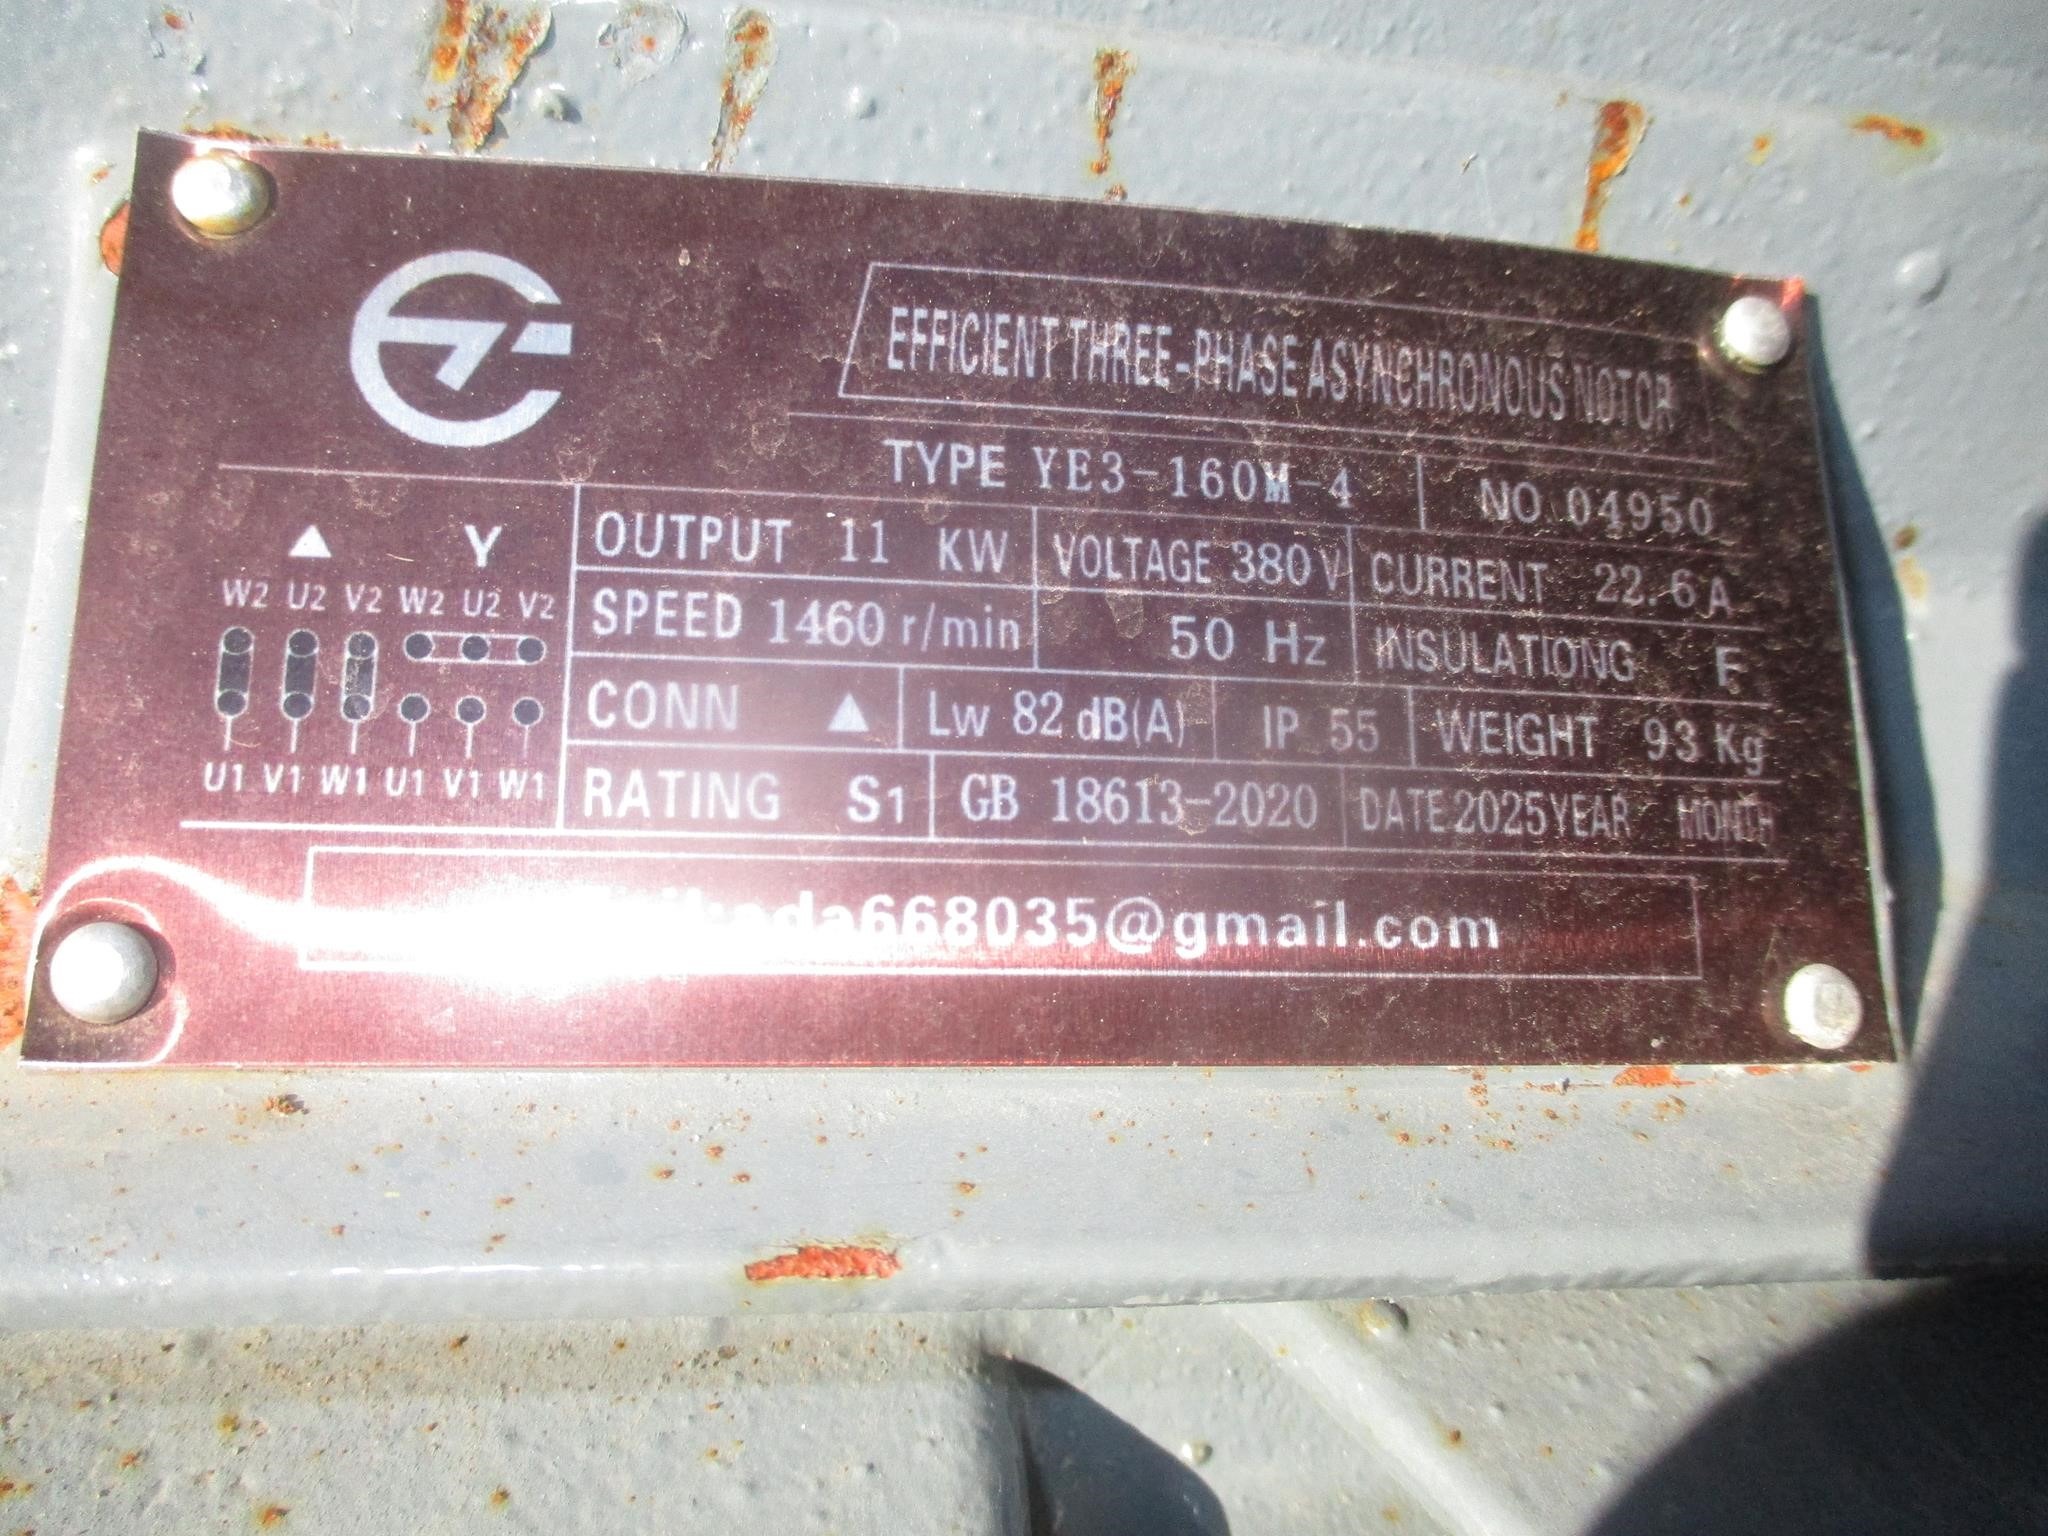 EFFICIENT THREE-PHASE ASYNCHRONOUS NOTOR
TYPE YE3-160M-4 NO 04950
▲ Y
W2 U2 V2 W2 U2 V2
U1 V1 W1 U1 V1 W1
OUTPUT 11 KW VOLTAGE 380V CURRENT 22.6A
SPEED 1460 r/min 50 Hz INSULATIONG F
CONN ▲ Lw 82 dB(A) IP 55 WEIGHT 93 Kg
RATING S1 GB 18613-2020 DATE 2025 YEAR MONTH
668035@gmail.com